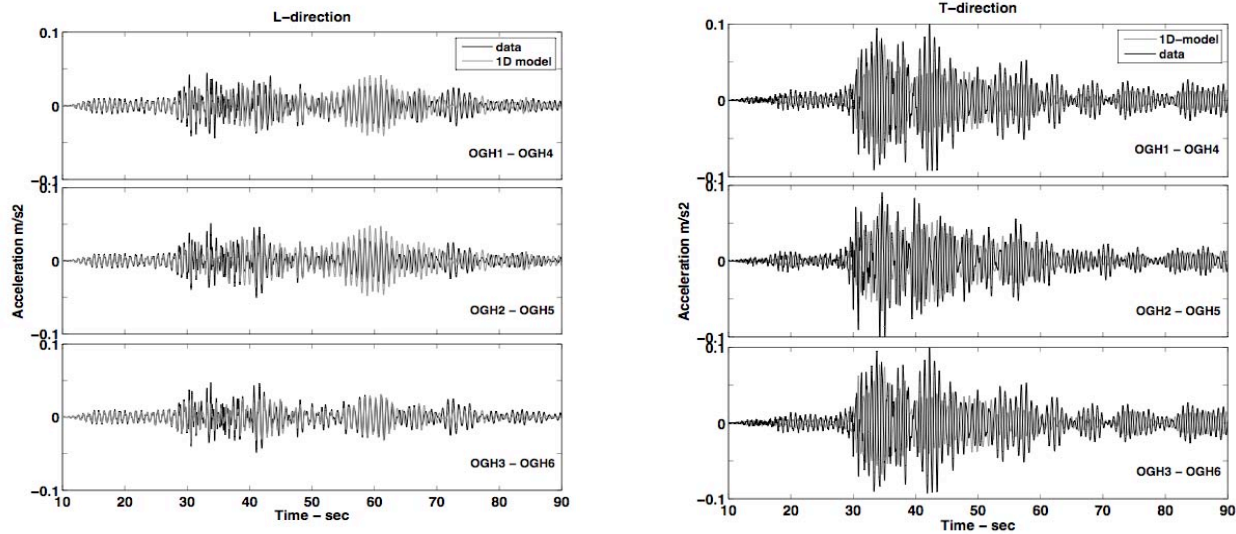 L-direction
0.1
data
1D model
0
OGH1 - OGH4
-0.1
0.1
0
OGH2 - OGH5
-0.1
0.1
0
OGH3 - OGH6
-0.1
10 20 30 40 50 60 70 80 90
Time - sec
Acceleration m/s2
T-direction
0.1
1D-model
data
0
OGH1 - OGH4
-0.1
0.1
0
OGH2 - OGH5
-0.1
0.1
0
OGH3 - OGH6
-0.1
10 20 30 40 50 60 70 80 90
Time - sec
Acceleration m/s2